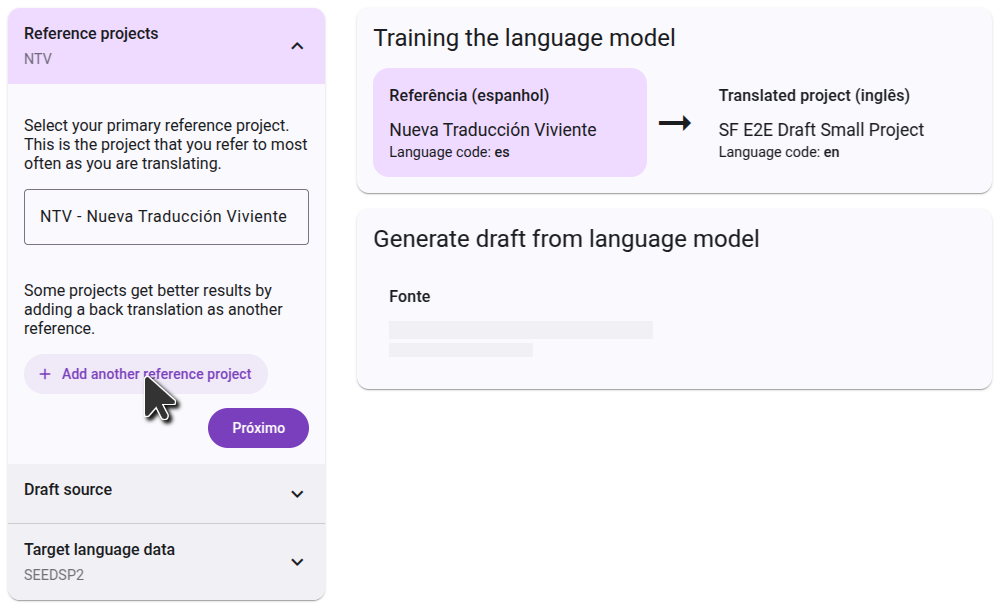 Reference projects
NTV
Select your primary reference project.
This is the project that you refer to most
often as you are translating.
NTV - Nueva Traducción Viviente
Some projects get better results by
adding a back translation as another
reference.
+ Add another reference project
Próximo
Draft source
Target language data
SEEDSP2
Training the language model
Referência (espanhol)
Nueva Traducción Viviente
Language code: es
Translated project (inglês)
SF E2E Draft Small Project
Language code: en
Generate draft from language model
Fonte